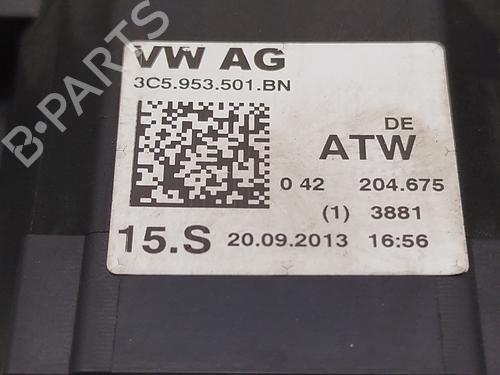 VW AG
3C5.953.501.BN
DE
ATW
0 42 204.675
(1) 3881
15.S 20.09.2013 16:56
B-PARTS